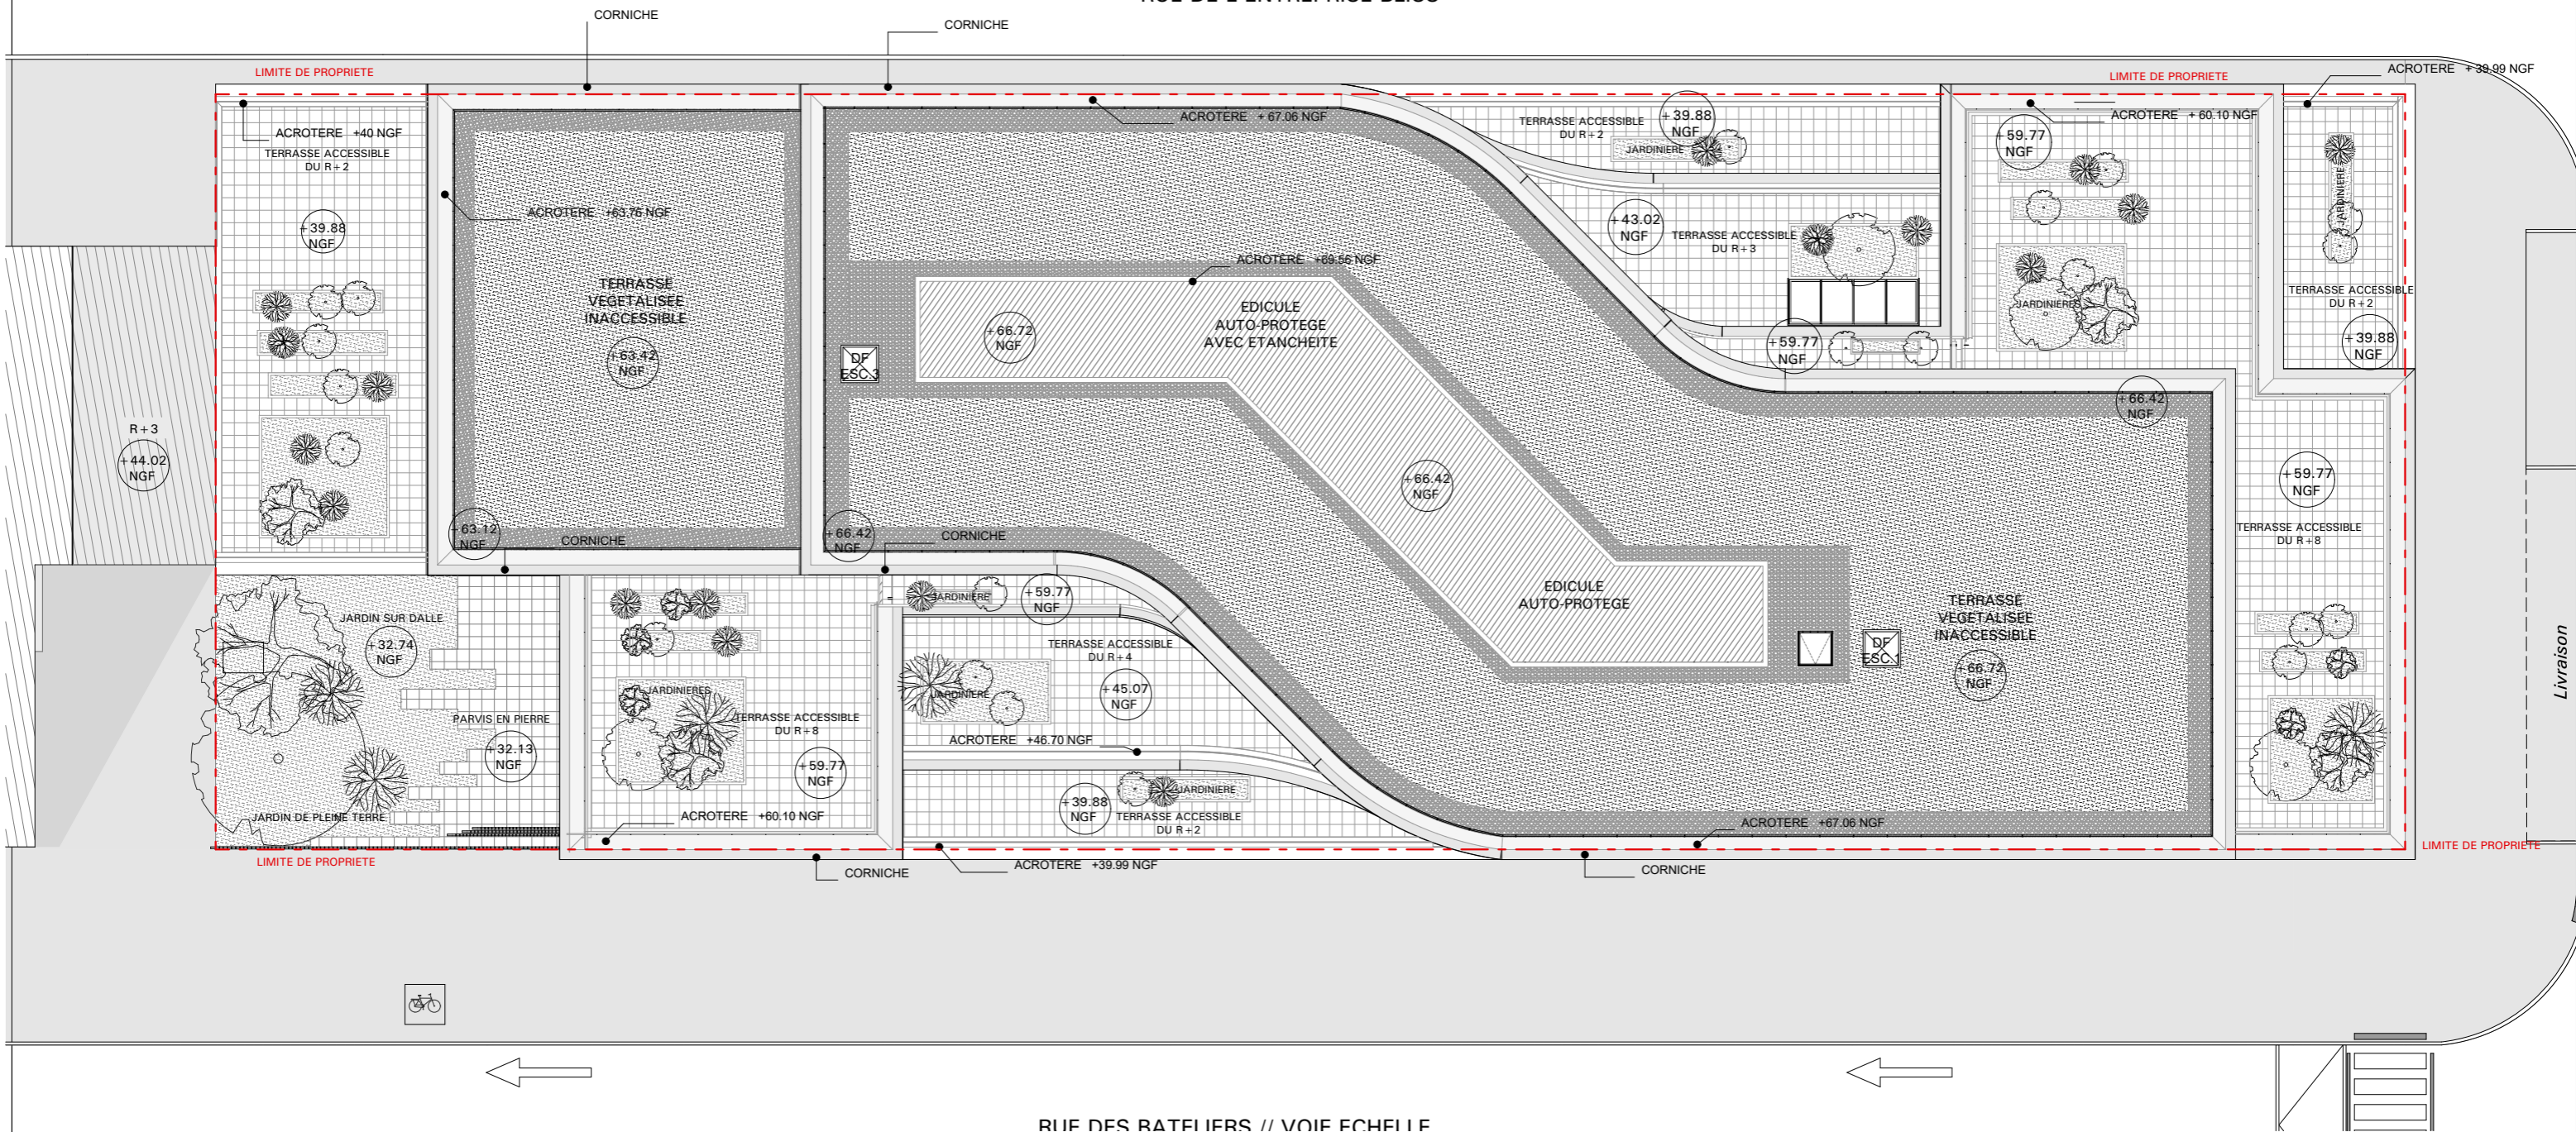 CORNICHE
CORNICHE
LIMITE DE PROPRIETE
LIMITE DE PROPRIETE
ACROTERE + 39.99 NGF
ACROTERE +40 NGF
TERRASSE ACCESSIBLE
DU R+2
ACROTERE + 67.06 NGF
TERRASSE ACCESSIBLE
DU R+2
+39.88
NGF
JARDINIERE
ACROTERE + 60.10 NGF
+59.77
NGF
JARDINIERE
+39.88
NGF
ACROTERE +63.76 NGF
+43.02
NGF
TERRASSE ACCESSIBLE
DU R+3
ACROTERE +69.56 NGF
TERRASSE
VEGETALISEE
INACCESSIBLE
+63.42
NGF
EDICULE
AUTO-PROTEGE
AVEC ETANCHEITE
+66.72
NGF
DF
ESC.3
JARDINIERES
TERRASSE ACCESSIBLE
DU R+2
+39.88
NGF
+59.77
NGF
+66.42
NGF
R+3
+44.02
NGF
+66.42
NGF
+59.77
NGF
TERRASSE ACCESSIBLE
DU R+8
+63.12
NGF
CORNICHE
+66.42
NGF
CORNICHE
EDICULE
AUTO-PROTEGE
TERRASSE
VEGETALISEE
INACCESSIBLE
+66.72
NGF
DF
ESC.1
JARDINIERE
+59.77
NGF
JARDIN SUR DALLE
+32.74
NGF
TERRASSE ACCESSIBLE
DU R+4
+45.07
NGF
JARDINIERE
JARDINIERES
TERRASSE ACCESSIBLE
DU R+8
+59.77
NGF
PARVIS EN PIERRE
+32.13
NGF
ACROTERE +46.70 NGF
JARDINIERE
+39.88
NGF
TERRASSE ACCESSIBLE
DU R+2
JARDIN DE PLEINE TERRE
ACROTERE +60.10 NGF
ACROTERE +67.06 NGF
Livraison
LIMITE DE PROPRIETE
LIMITE DE PROPRIETE
ACROTERE +39.99 NGF
CORNICHE
CORNICHE
RUE DES BATELIERS // VOIE ECHELLE